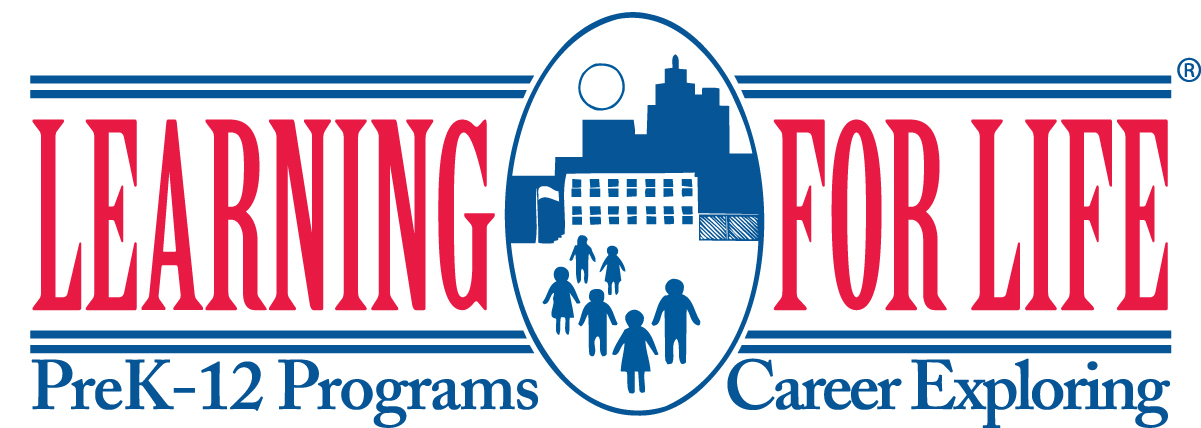 LEARNING FOR LIFE ®
PreK-12 Programs Career Exploring